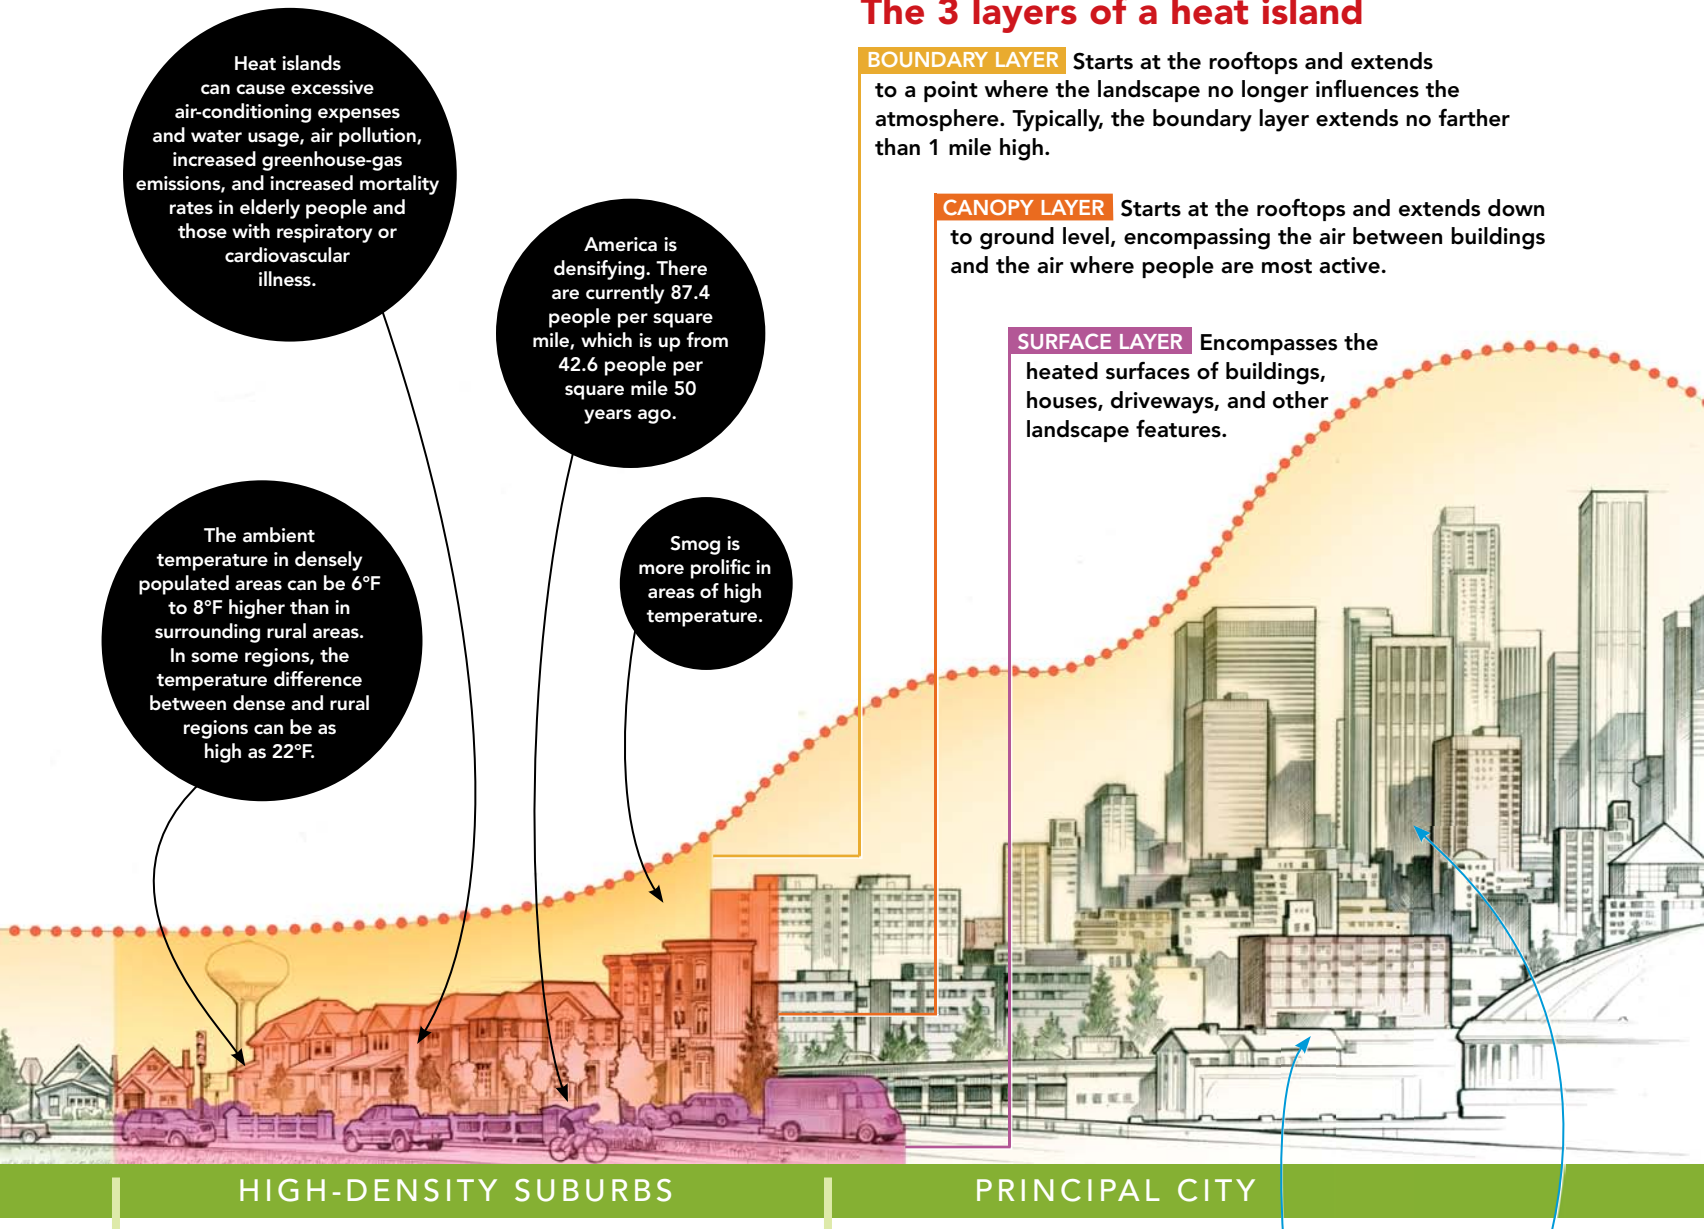 The 3 layers of a heat island
BOUNDARY LAYER Starts at the rooftops and extends
to a point where the landscape no longer influences the
atmosphere. Typically, the boundary layer extends no farther
than 1 mile high.
CANOPY LAYER Starts at the rooftops and extends down
to ground level, encompassing the air between buildings
and the air where people are most active.
SURFACE LAYER Encompasses the
heated surfaces of buildings,
houses, driveways, and other
landscape features.
Heat islands
can cause excessive
air-conditioning expenses
and water usage, air pollution,
increased greenhouse-gas
emissions, and increased mortality
rates in elderly people and
those with respiratory or
cardiovascular
illness.
America is
densifying. There
are currently 87.4
people per square
mile, which is up from
42.6 people per
square mile 50
years ago.
The ambient
temperature in densely
populated areas can be 6°F
to 8°F higher than in
surrounding rural areas.
In some regions, the
temperature difference
between dense and rural
regions can be as
high as 22°F.
Smog is
more prolific in
areas of high
temperature.
HIGH-DENSITY SUBURBS
PRINCIPAL CITY